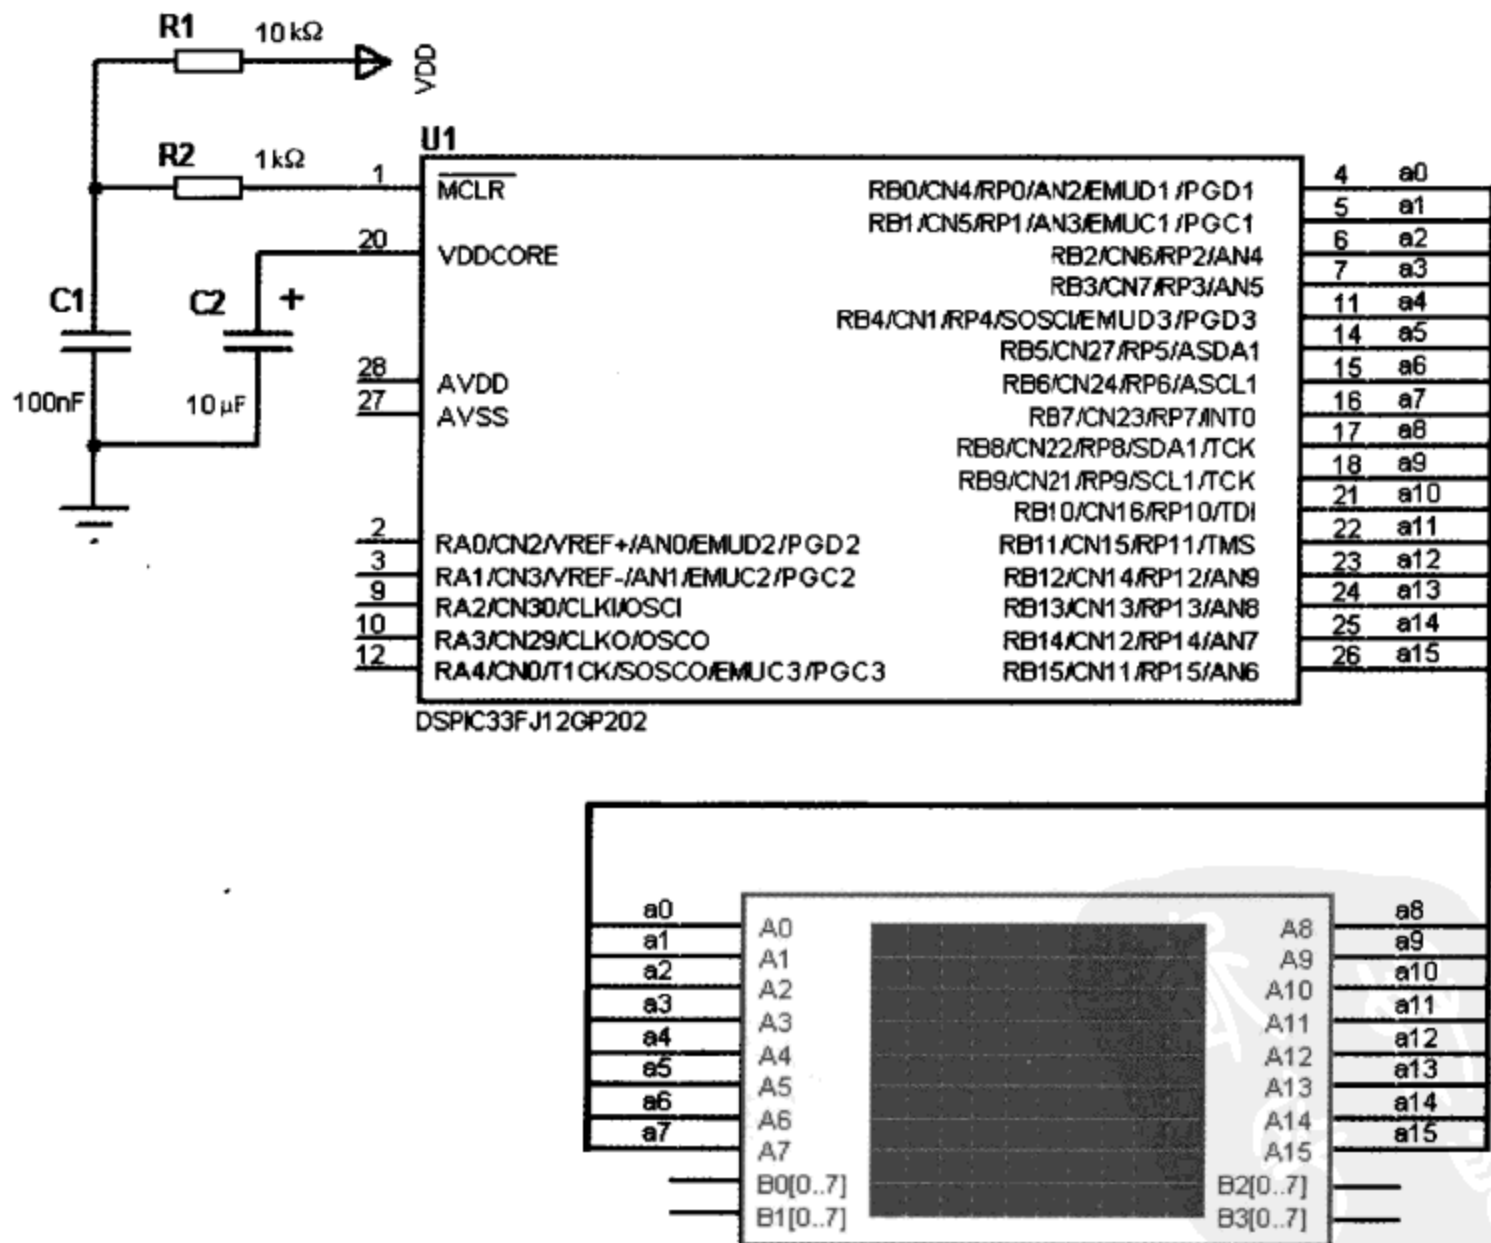 R1 10kΩ
VDD
R2 1kΩ
U1
1 MCLR
20 VDDCORE
C1
100nF
C2 +
10μF
28 AVDD
27 AVSS
2 RA0/CN2/VREF+/AN0/EMUD2/PGD2
3 RA1/CN3/VREF-/AN1/EMUC2/PGC2
9 RA2/CN30/CLKI/OSCI
10 RA3/CN29/CLKO/OSCO
12 RA4/CN0/T1CK/SOSCO/EMUC3/PGC3
RB0/CN4/RP0/AN2/EMUD1/PGD1 4 a0
RB1/CN5/RP1/AN3/EMUC1/PGC1 5 a1
RB2/CN6/RP2/AN4 6 a2
RB3/CN7/RP3/AN5 7 a3
RB4/CN1/RP4/SOSCI/EMUD3/PGD3 11 a4
RB5/CN27/RP5/ASDA1 14 a5
RB6/CN24/RP6/ASCL1 15 a6
RB7/CN23/RP7/INT0 16 a7
RB8/CN22/RP8/SDA1/TCK 17 a8
RB9/CN21/RP9/SCL1/TCK 18 a9
RB10/CN16/RP10/TDI 21 a10
RB11/CN15/RP11/TMS 22 a11
RB12/CN14/RP12/AN9 23 a12
RB13/CN13/RP13/AN8 24 a13
RB14/CN12/RP14/AN7 25 a14
RB15/CN11/RP15/AN6 26 a15
DSPIC33FJ12GP202
a0 A0 A8 a8
a1 A1 A9 a9
a2 A2 A10 a10
a3 A3 A11 a11
a4 A4 A12 a12
a5 A5 A13 a13
a6 A6 A14 a14
a7 A7 A15 a15
B0[0..7] B2[0..7]
B1[0..7] B3[0..7]